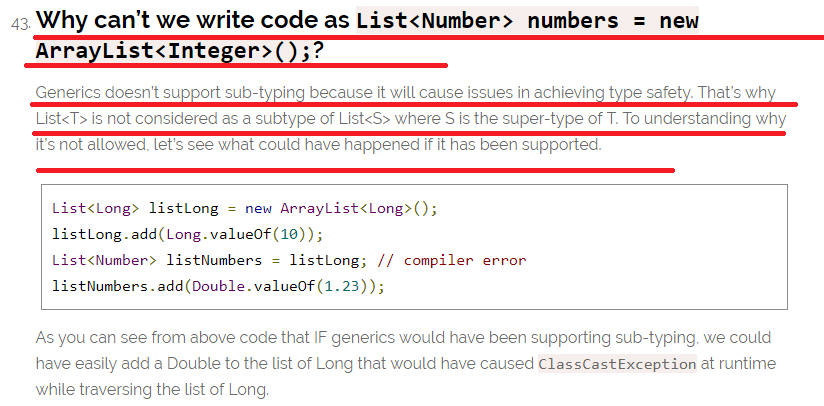 43. Why can't we write code as List<Number> numbers = new
ArrayList<Integer>();?
Generics doesn't support sub-typing because it will cause issues in achieving type safety. That's why
List<T> is not considered as a subtype of List<S> where S is the super-type of T. To understanding why
it's not allowed, let's see what could have happened if it has been supported.
List<Long> listLong = new ArrayList<Long>();
listLong.add(Long.valueOf(10));
List<Number> listNumbers = listLong; // compiler error
listNumbers.add(Double.valueOf(1.23));
As you can see from above code that IF generics would have been supporting sub-typing, we could
have easily add a Double to the list of Long that would have caused ClassCastException at runtime
while traversing the list of Long.